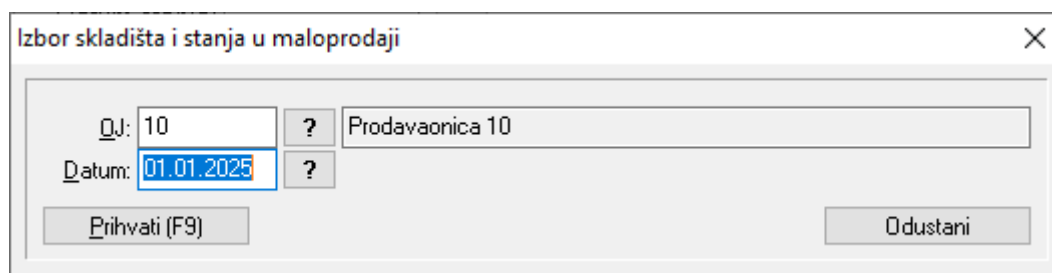 Izbor skladišta i stanja u maloprodaji
OJ: 10 ? Prodavaonica 10
Datum: 01.01.2025 ?
Prihvati (F9) Odustani